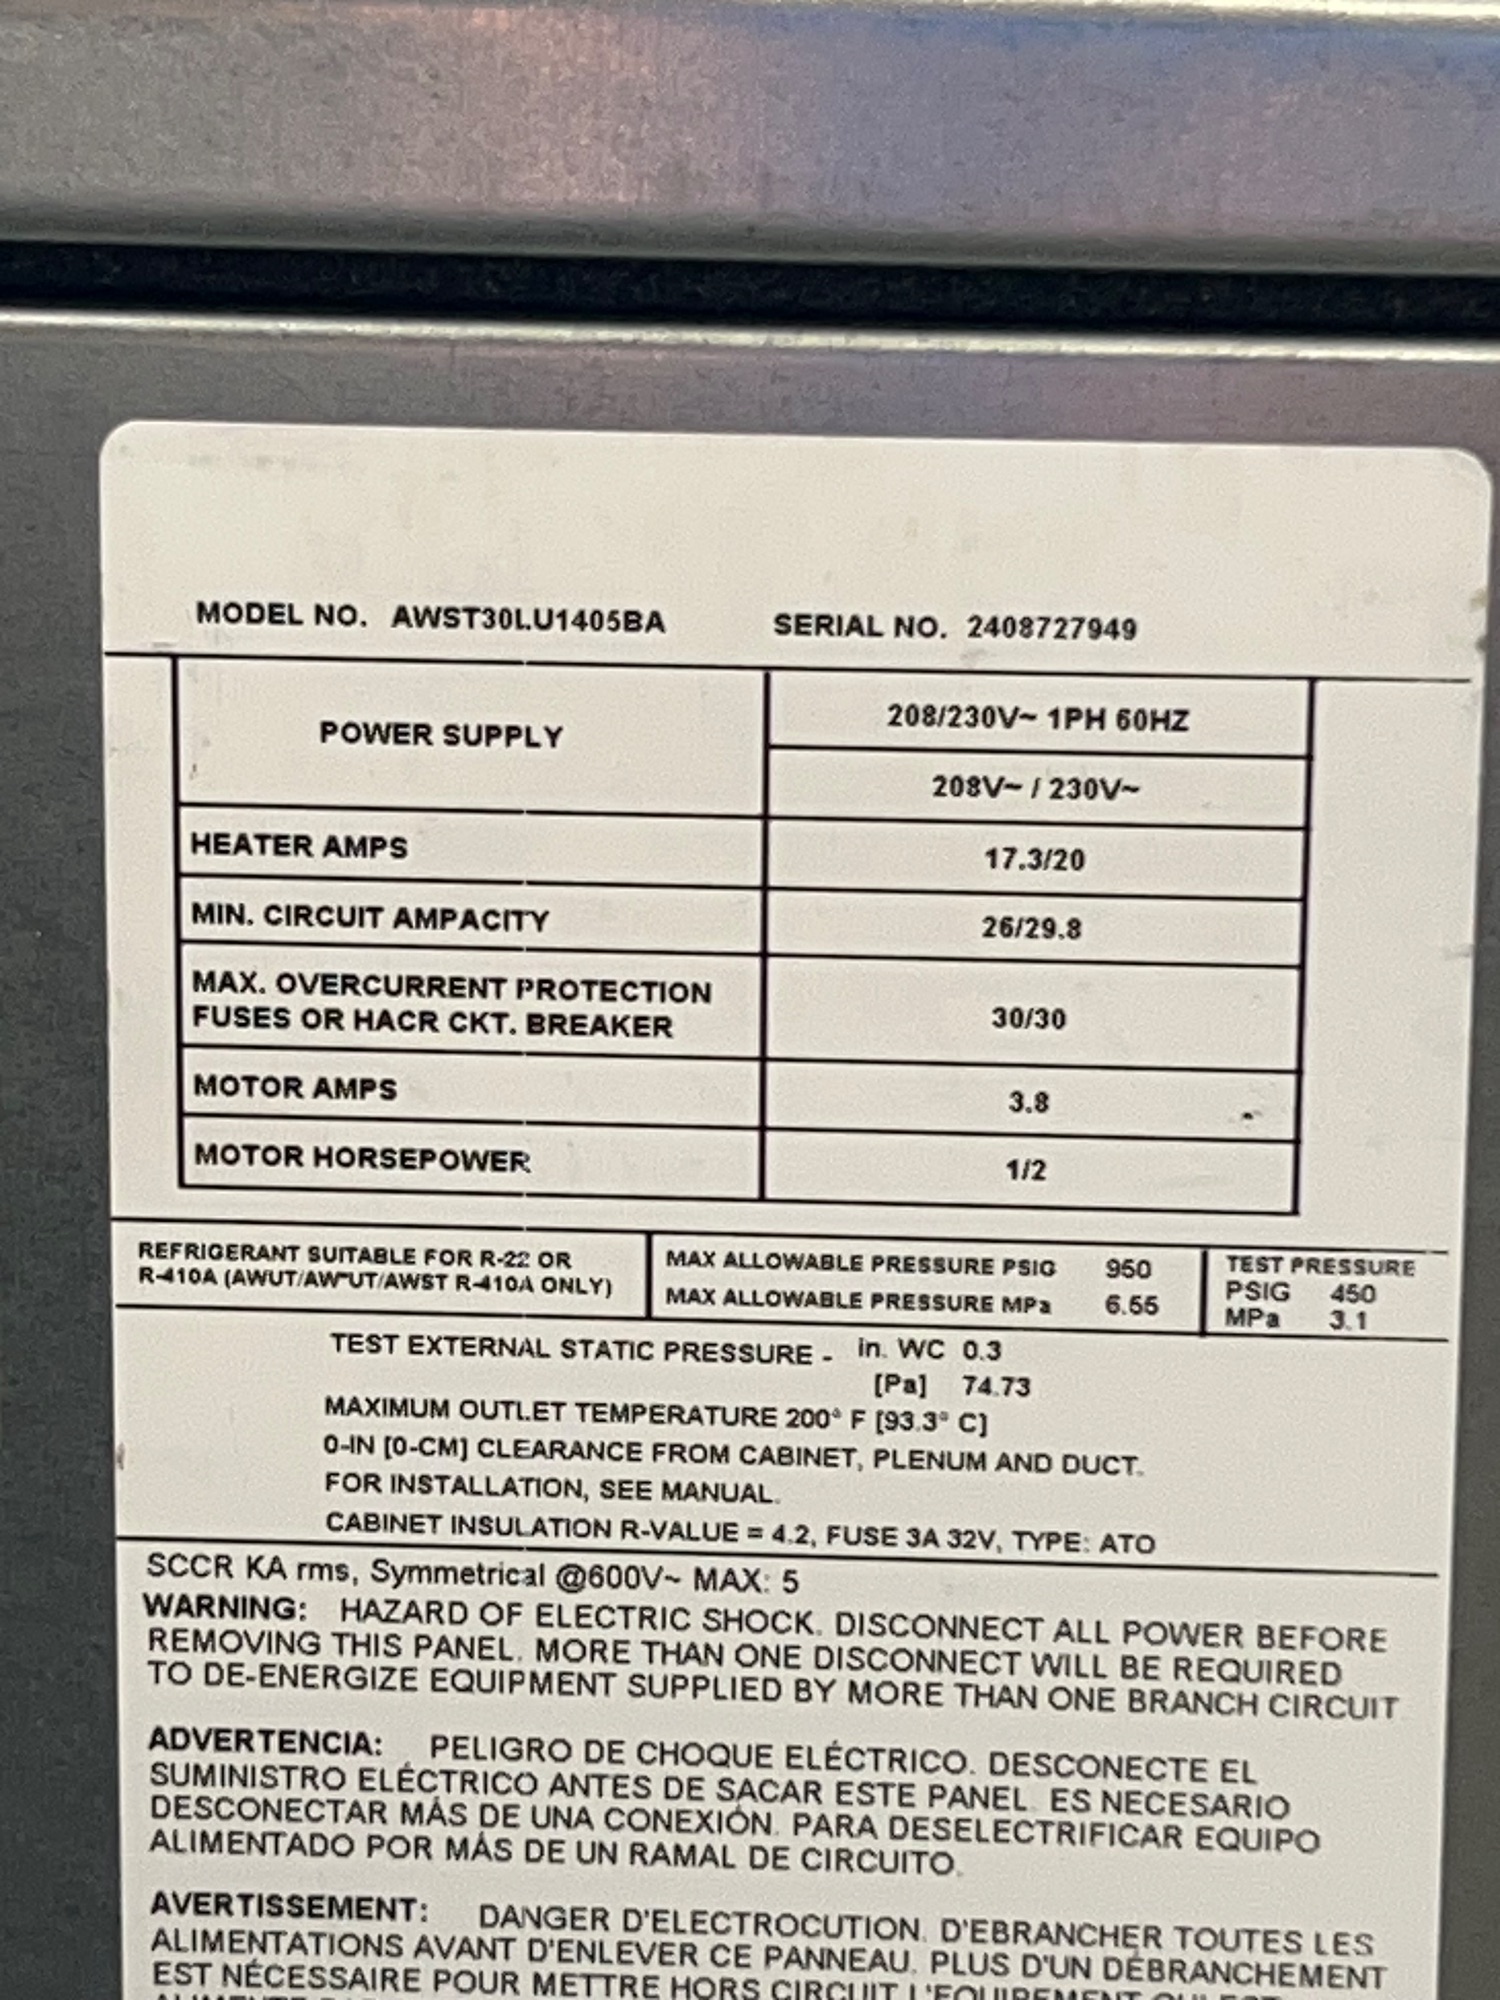 MODEL NO. AWST30LU1405BA SERIAL NO. 2408727949
POWER SUPPLY 208/230V~ 1PH 60HZ
208V~ / 230V~
HEATER AMPS 17.3/20
MIN. CIRCUIT AMPACITY 26/29.8
MAX. OVERCURRENT PROTECTION
FUSES OR HACR CKT. BREAKER 30/30
MOTOR AMPS 3.8
MOTOR HORSEPOWER 1/2
REFRIGERANT SUITABLE FOR R-22 OR
R-410A (AWUT/AW UT/AWST R-410A ONLY)
MAX ALLOWABLE PRESSURE PSIG 950
MAX ALLOWABLE PRESSURE MPa 6.55
TEST PRESSURE
PSIG 450
MPa 3.1
TEST EXTERNAL STATIC PRESSURE - in. WC 0.3
[Pa] 74.73
MAXIMUM OUTLET TEMPERATURE 200° F [93.3° C]
0-IN [0-CM] CLEARANCE FROM CABINET, PLENUM AND DUCT.
FOR INSTALLATION, SEE MANUAL.
CABINET INSULATION R-VALUE = 4.2, FUSE 3A 32V, TYPE: ATO
SCCR KA rms, Symmetrical @600V~ MAX: 5
WARNING: HAZARD OF ELECTRIC SHOCK. DISCONNECT ALL POWER BEFORE
REMOVING THIS PANEL. MORE THAN ONE DISCONNECT WILL BE REQUIRED
TO DE-ENERGIZE EQUIPMENT SUPPLIED BY MORE THAN ONE BRANCH CIRCUIT
ADVERTENCIA: PELIGRO DE CHOQUE ELÉCTRICO. DESCONECTE EL
SUMINISTRO ELÉCTRICO ANTES DE SACAR ESTE PANEL. ES NECESARIO
DESCONECTAR MÁS DE UNA CONEXIÓN. PARA DESELECTRIFICAR EQUIPO
ALIMENTADO POR MÁS DE UN RAMAL DE CIRCUITO.
AVERTISSEMENT: DANGER D'ELECTROCUTION. D'EBRANCHER TOUTES LES
ALIMENTATIONS AVANT D'ENLEVER CE PANNEAU. PLUS D'UN DÉBRANCHEMENT
EST NÉCESSAIRE POUR METTRE HORS CIRCUIT L'EQUIPEMENT QUI EST